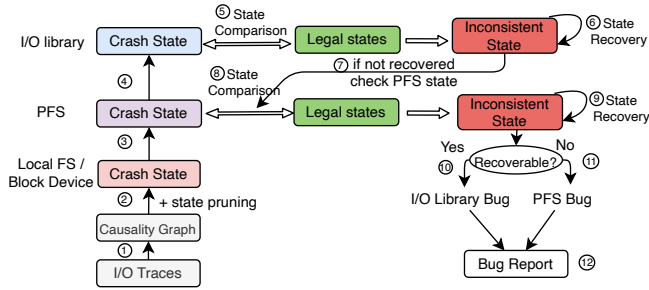 ⑤ State
Comparison
⑥ State
Recovery
I/O library
Crash State
Legal states
Inconsistent
State
④
⑦ if not recovered
check PFS state
⑧ State
Comparison
⑨ State
Recovery
PFS
Crash State
Legal states
Inconsistent
State
③
Local FS /
Block Device
Crash State
Yes
No
⑩
Recoverable?
⑪
② + state pruning
I/O Library Bug
PFS Bug
Causality Graph
①
I/O Traces
Bug Report
⑫